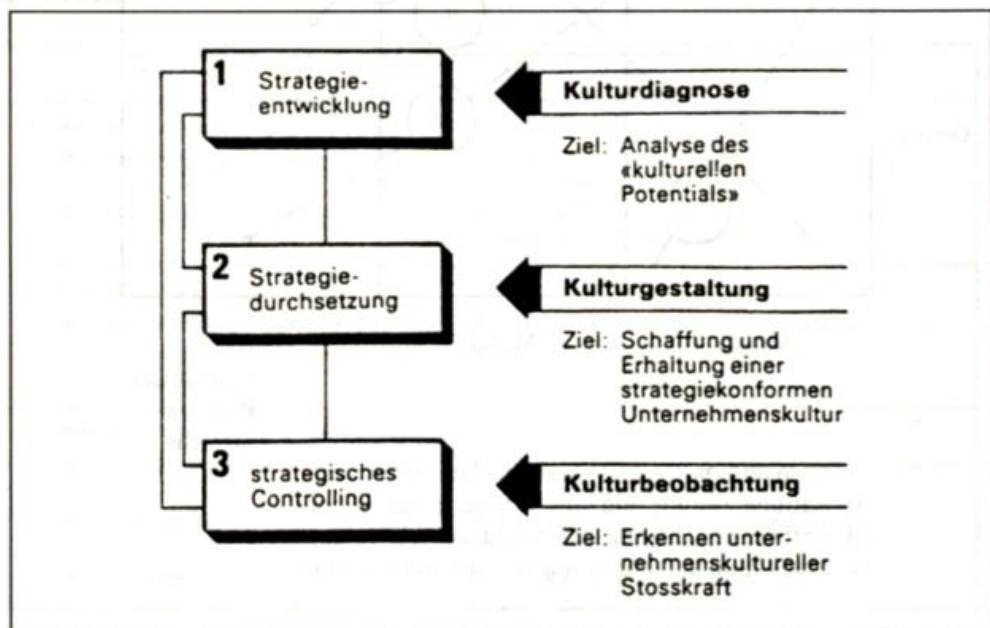 1
Strategie-
entwicklung
Kulturdiagnose
Ziel: Analyse des
«kulturellen
Potentials»
2
Strategie-
durchsetzung
Kulturgestaltung
Ziel: Schaffung und
Erhaltung einer
strategiekonformen
Unternehmenskultur
3
strategisches
Controlling
Kulturbeobachtung
Ziel: Erkennen unter-
nehmenskultureller
Stosskraft